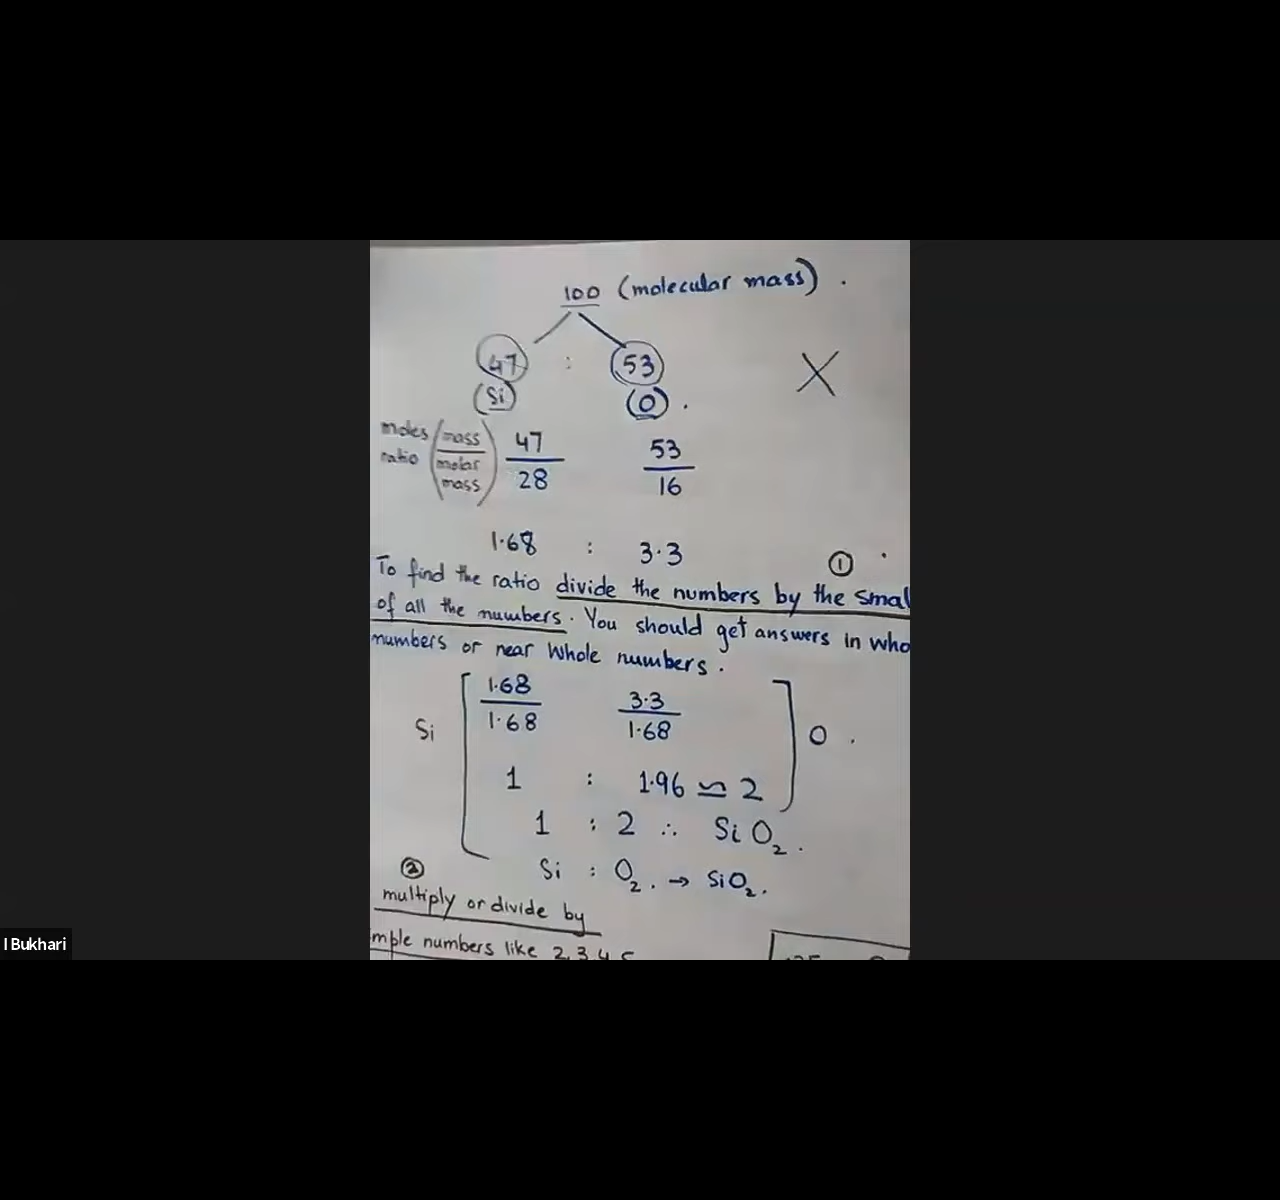 100 (molecular mass).
47 : 53
(Si) (O).
moles ratio (mass/molar mass) 47/28 53/16
X
1.68 : 3.3
①
To find the ratio divide the numbers by the smal
of all the numbers. You should get answers in who
numbers or near whole numbers.
Si [ 1.68/1.68 3.3/1.68 ] O.
1 : 1.96 ≃ 2
1 : 2 ∴ SiO₂.
Si : O₂. → SiO₂.
②
multiply or divide by
mple numbers like 2,3,4,5
I Bukhari